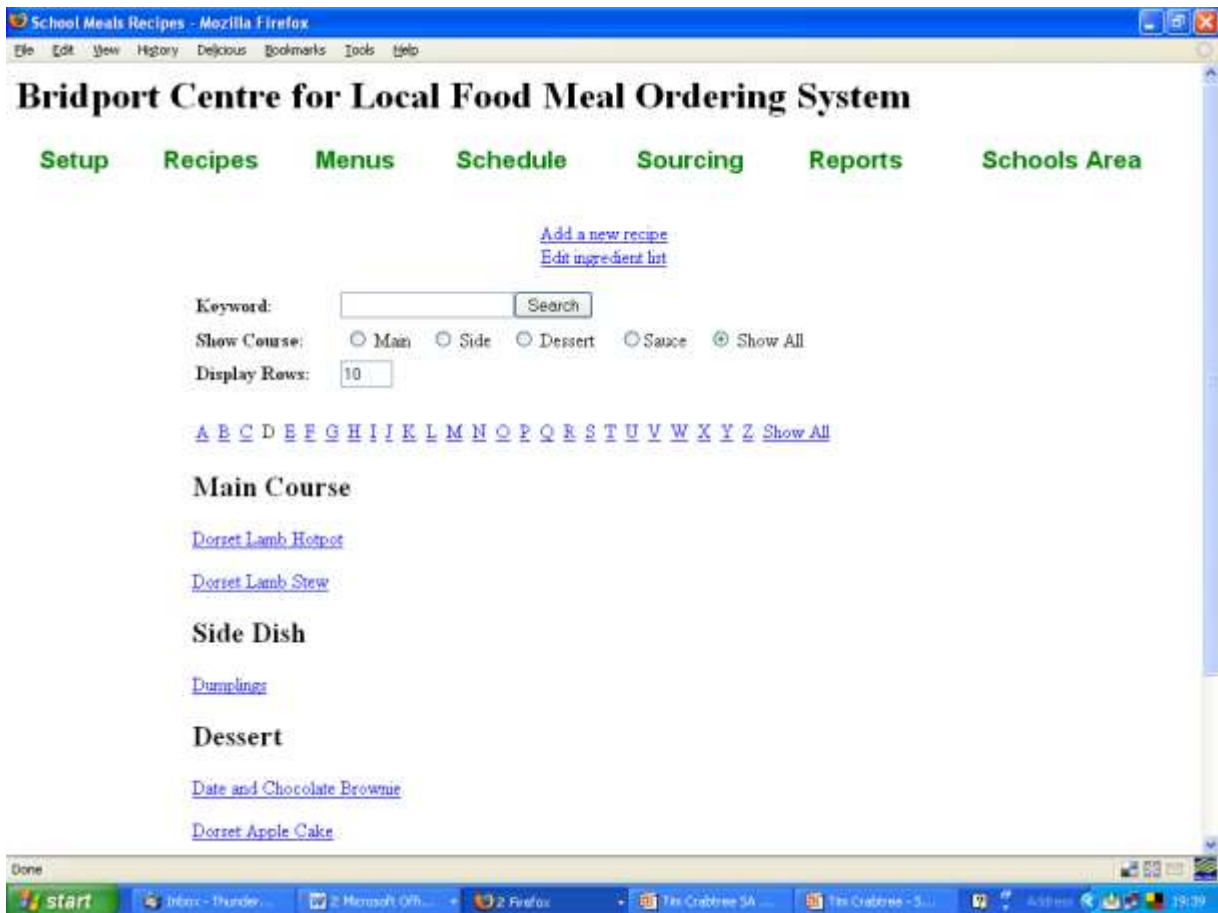 School Meals Recipes - Mozilla Firefox
File Edit View History Delicious Bookmarks Tools Help
Bridport Centre for Local Food Meal Ordering System
Setup Recipes Menus Schedule Sourcing Reports Schools Area
Add a new recipe
Edit ingredient list
Keyword: Search
Show Course: Main Side Dessert Sauce Show All
Display Rows: 10
A B C D E F G H I J K L M N O P Q R S T U V W X Y Z Show All
Main Course
Dorset Lamb Hotpot
Dorset Lamb Stew
Side Dish
Dumplings
Dessert
Date and Chocolate Brownie
Dorset Apple Cake
Done
start Inbox - Thunder... 2 Microsoft Offi... 2 Firefox Tim Crabtree SA ... Tim Crabtree - S... Address 19:39